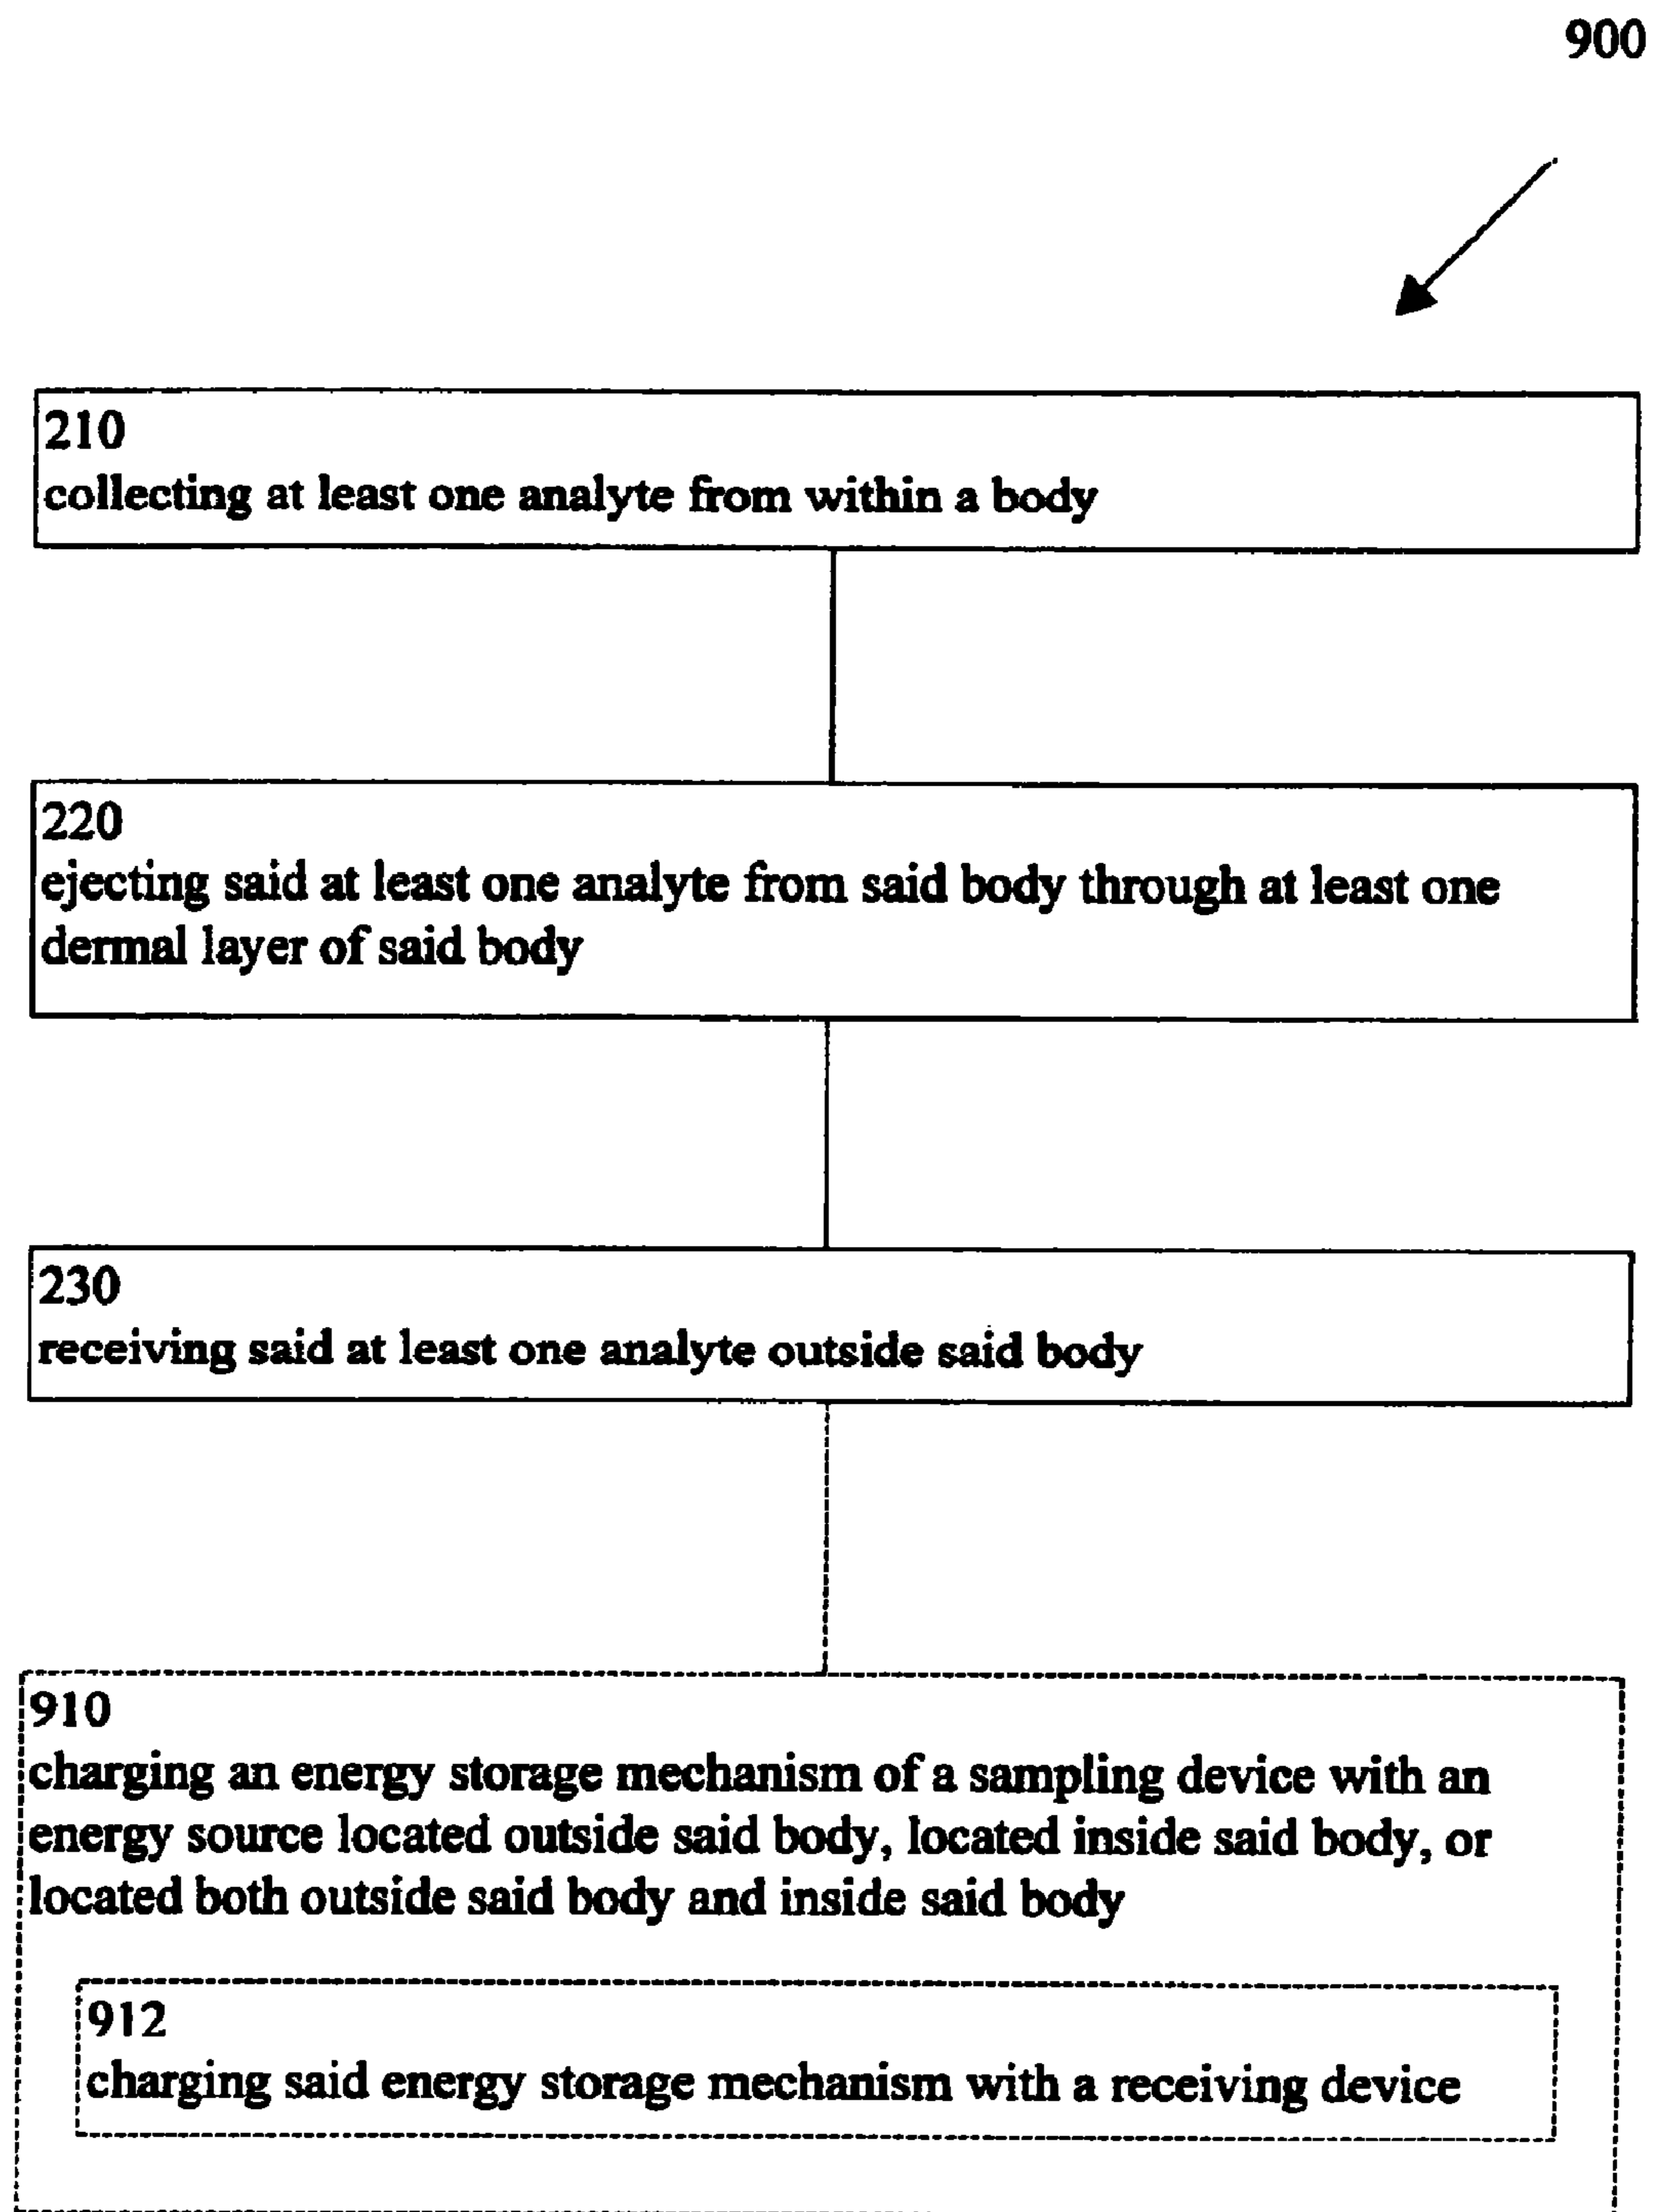 900
210
collecting at least one analyte from within a body
220
ejecting said at least one analyte from said body through at least one
dermal layer of said body
230
receiving said at least one analyte outside said body
910
charging an energy storage mechanism of a sampling device with an
energy source located outside said body, located inside said body, or
located both outside said body and inside said body
912
charging said energy storage mechanism with a receiving device